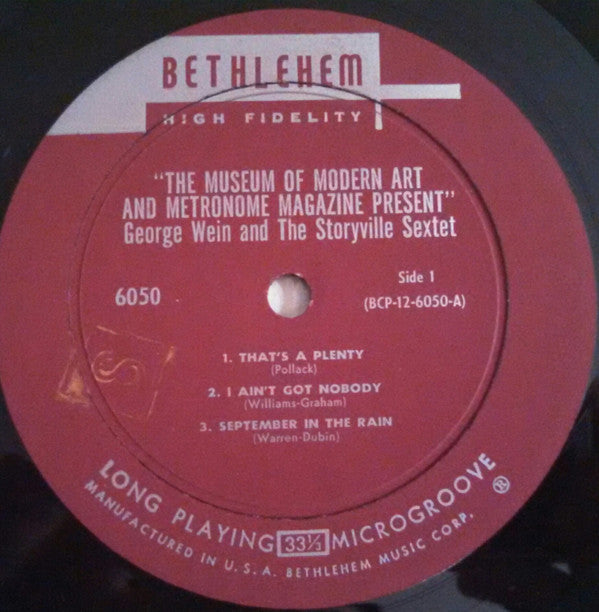 BETHLEHEM
HIGH FIDELITY
"THE MUSEUM OF MODERN ART
AND METRONOME MAGAZINE PRESENT"
George Wein and The Storyville Sextet
6050
Side 1
(BCP-12-6050-A)
1. THAT'S A PLENTY
(Pollack)
2. I AIN'T GOT NOBODY
(Williams-Graham)
3. SEPTEMBER IN THE RAIN
(Warren-Dubin)
LONG PLAYING 33⅓ MICROGROOVE ®
MANUFACTURED IN U.S.A. BETHLEHEM MUSIC CORP.